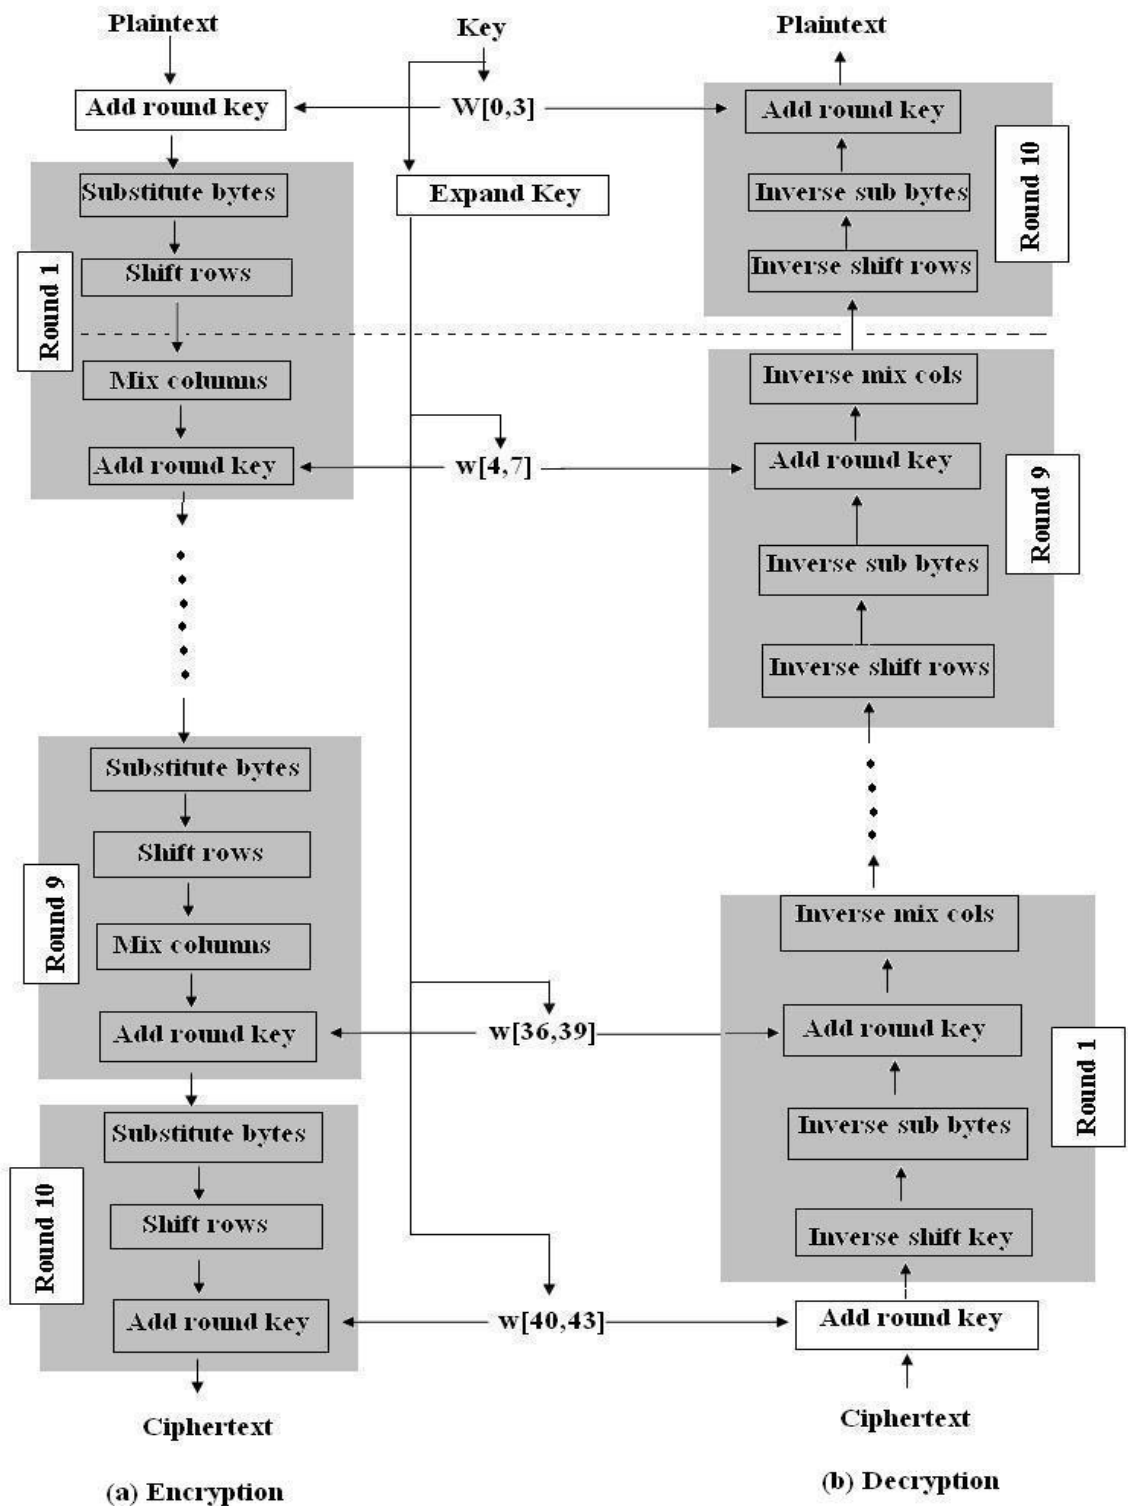 Plaintext
Add round key
Substitute bytes
Shift rows
Round 1
Mix columns
Add round key
Substitute bytes
Shift rows
Round 9
Mix columns
Add round key
Substitute bytes
Shift rows
Round 10
Add round key
Ciphertext
(a) Encryption
Key
W[0,3]
Expand Key
w[4,7]
w[36,39]
w[40,43]
Plaintext
Add round key
Round 10
Inverse sub bytes
Inverse shift rows
Inverse mix cols
Add round key
Round 9
Inverse sub bytes
Inverse shift rows
Inverse mix cols
Add round key
Round 1
Inverse sub bytes
Inverse shift key
Add round key
Ciphertext
(b) Decryption